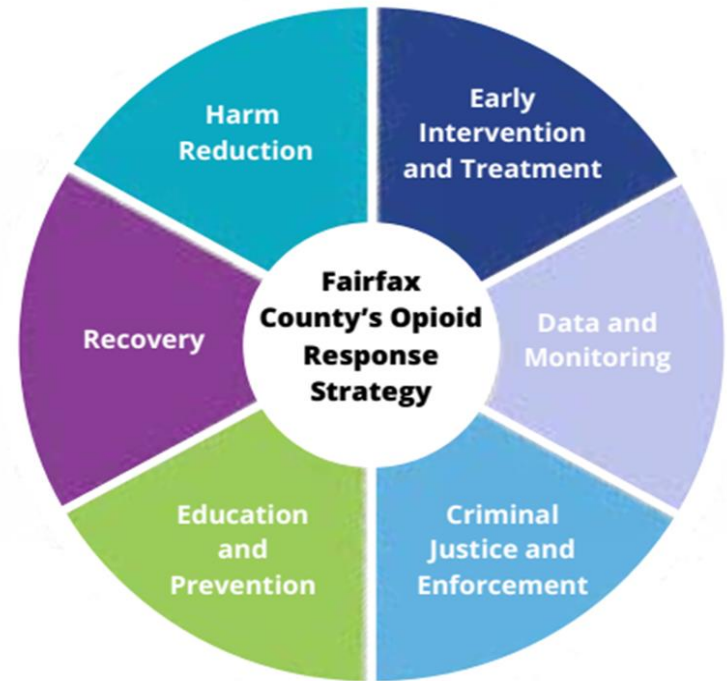 Harm
Reduction
Early
Intervention
and Treatment
Recovery
Fairfax
County's Opioid
Response
Strategy
Data and
Monitoring
Education
and
Prevention
Criminal
Justice and
Enforcement